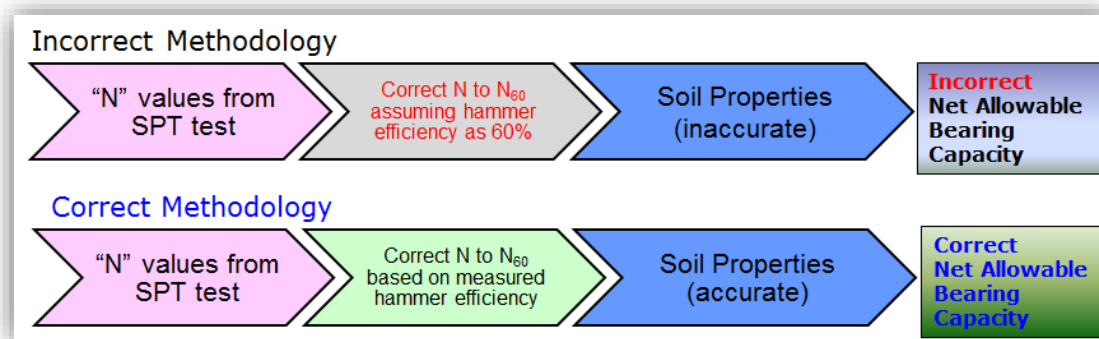 Incorrect Methodology
“N” values from
SPT test
Correct N to N₆₀
assuming hammer
efficiency as 60%
Soil Properties
(inaccurate)
Incorrect
Net Allowable
Bearing
Capacity
Correct Methodology
“N” values from
SPT test
Correct N to N₆₀
based on measured
hammer efficiency
Soil Properties
(accurate)
Correct
Net Allowable
Bearing
Capacity